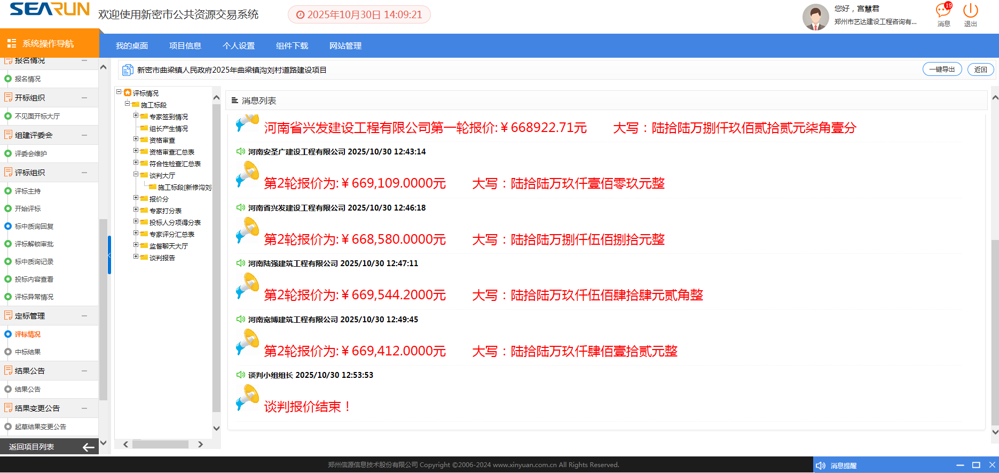 SEARUN
欢迎使用新密市公共资源交易系统
2025年10月30日 14:09:21
您好，宫慧君
郑州市艺达建设工程咨询有...
19
消息
退出
系统操作导航
我的桌面
项目信息
个人设置
组件下载
网站管理
报名情况
报名情况
开标组织
不见面开标大厅
组建评委会
评委会维护
评标组织
评标主持
开始评标
标中质询回复
评标解锁审批
标中质询记录
投标内容查看
评标异常情况
定标管理
评标情况
中标结果
结果公告
结果公告
结果变更公告
起草结果变更公告
返回项目列表
新密市曲梁镇人民政府2025年曲梁镇沟刘村道路建设项目
一键导出
返回
评标情况
施工标段
专家签到情况
组长产生情况
资格审查
资格审查汇总表
符合性检查汇总表
谈判大厅
施工标段[新修沟刘
报价分
专家打分表
投标人分项得分表
专家评分汇总表
监督聊天大厅
谈判报告
消息列表
河南省兴发建设工程有限公司第一轮报价:￥668922.71元 大写：陆拾陆万捌仟玖佰贰拾贰元柒角壹分
河南安圣广建设工程有限公司 2025/10/30 12:43:14
第2轮报价为:￥669,109.0000元 大写：陆拾陆万玖仟壹佰零玖元整
河南省兴发建设工程有限公司 2025/10/30 12:46:18
第2轮报价为:￥668,580.0000元 大写：陆拾陆万捌仟伍佰捌拾元整
河南陆强建筑工程有限公司 2025/10/30 12:47:11
第2轮报价为:￥669,544.2000元 大写：陆拾陆万玖仟伍佰肆拾肆元贰角整
河南宽博建筑工程有限公司 2025/10/30 12:49:45
第2轮报价为:￥669,412.0000元 大写：陆拾陆万玖仟肆佰壹拾贰元整
谈判小组组长 2025/10/30 12:53:53
谈判报价结束！
郑州信源信息技术股份有限公司 Copyright ©2006-2024 www.xinyuan.com.cn All Rights Reserved.
消息提醒